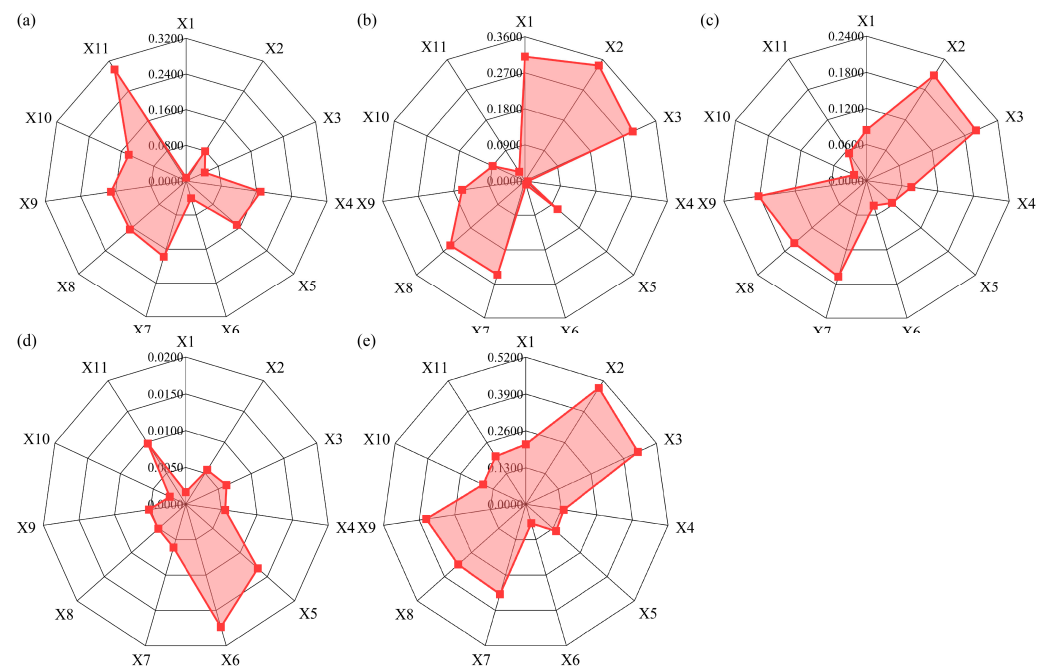 (a)
X1
0.3200
0.2400
0.1600
0.0800
0.0000
X2
X3
X4
X5
X6
X7
X8
X9
X10
X11
(b)
X1
0.3600
0.2700
0.1800
0.0900
0.0000
X2
X3
X4
X5
X6
X7
X8
X9
X10
X11
(c)
X1
0.2400
0.1800
0.1200
0.0600
0.0000
X2
X3
X4
X5
X6
X7
X8
X9
X10
X11
(d)
X1
0.0200
0.0150
0.0100
0.0050
0.0000
X2
X3
X4
X5
X6
X7
X8
X9
X10
X11
(e)
X1
0.5200
0.3900
0.2600
0.1300
0.0000
X2
X3
X4
X5
X6
X7
X8
X9
X10
X11